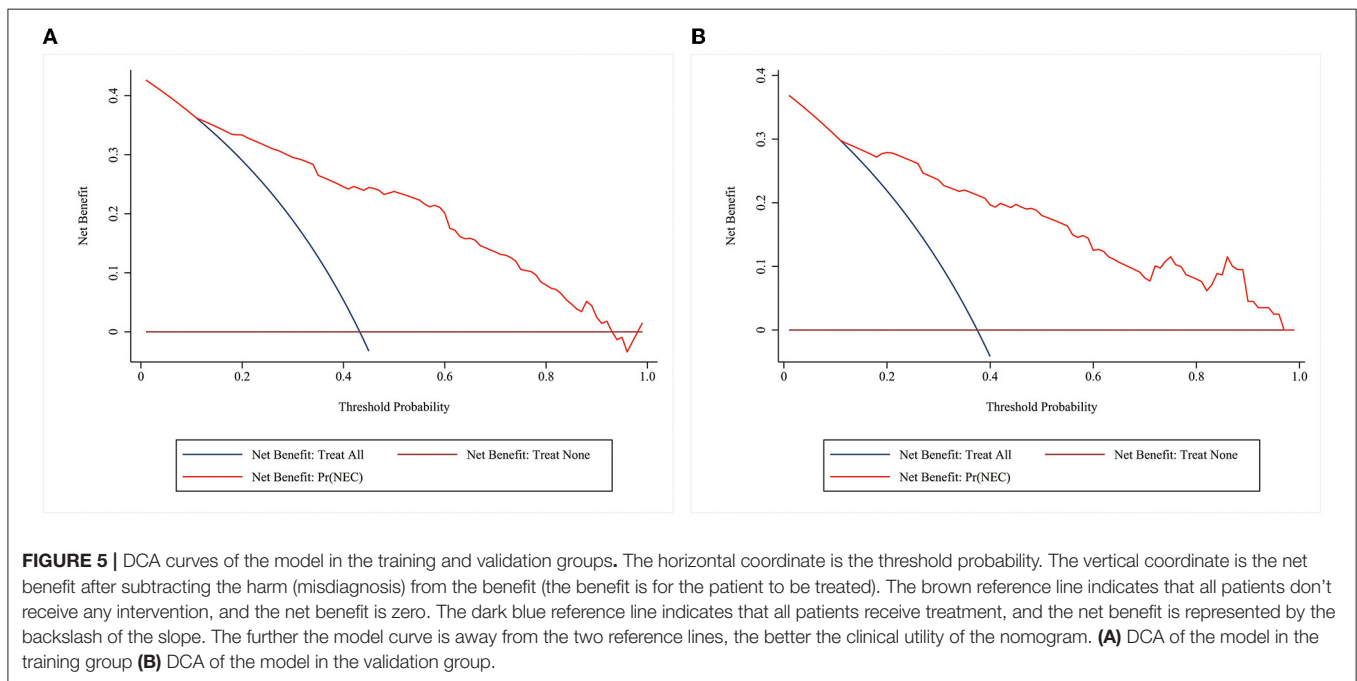 A
B
0.4
0.3
0.2
0.1
0
Net Benefit
0
0.2
0.4
0.6
0.8
1.0
Threshold Probability
Net Benefit: Treat All
Net Benefit: Treat None
Net Benefit: Pr(NEC)
0.4
0.3
0.2
0.1
0
Net Benefit
0
0.2
0.4
0.6
0.8
1.0
Threshold Probability
Net Benefit: Treat All
Net Benefit: Treat None
Net Benefit: Pr(NEC)
FIGURE 5 | DCA curves of the model in the training and validation groups. The horizontal coordinate is the threshold probability. The vertical coordinate is the net
benefit after subtracting the harm (misdiagnosis) from the benefit (the benefit is for the patient to be treated). The brown reference line indicates that all patients don't
receive any intervention, and the net benefit is zero. The dark blue reference line indicates that all patients receive treatment, and the net benefit is represented by the
backslash of the slope. The further the model curve is away from the two reference lines, the better the clinical utility of the nomogram. (A) DCA of the model in the
training group (B) DCA of the model in the validation group.